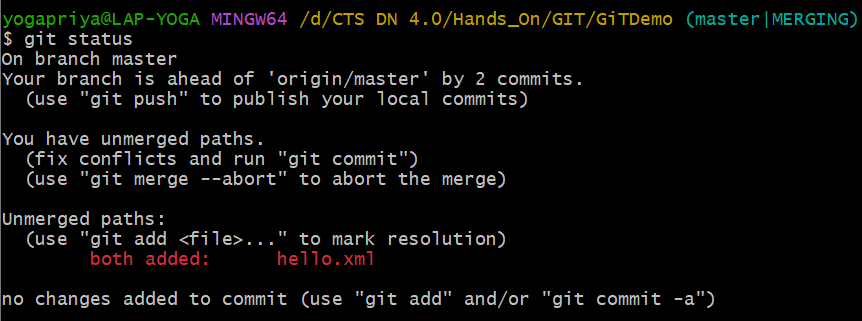 yogapriya@LAP-YOGA MINGW64 /d/CTS DN 4.0/Hands_On/GIT/GiTDemo (master|MERGING)
$ git status
On branch master
Your branch is ahead of 'origin/master' by 2 commits.
  (use "git push" to publish your local commits)

You have unmerged paths.
  (fix conflicts and run "git commit")
  (use "git merge --abort" to abort the merge)

Unmerged paths:
  (use "git add <file>..." to mark resolution)
        both added:      hello.xml

no changes added to commit (use "git add" and/or "git commit -a")